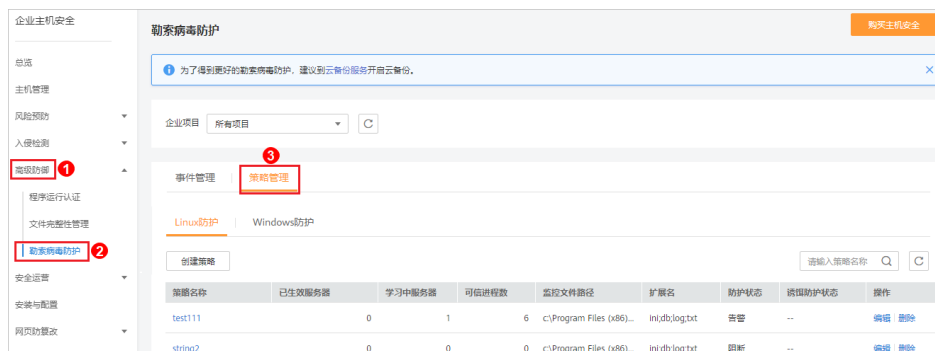 企业主机安全
总览
主机管理
风险预防
入侵检测
高级防御
1
程序运行认证
文件完整性管理
勒索病毒防护
2
安全运营
安装与配置
网页防篡改
勒索病毒防护
购买主机安全
为了得到更好的勒索病毒防护，建议到云备份服务开启云备份。
企业项目 所有项目
3
事件管理 策略管理
Linux防护 Windows防护
创建策略 请输入策略名称
策略名称 已生效服务器 学习中服务器 可信进程数 监控文件路径 扩展名 防护状态 诱饵防护状态 操作
test111 0 1 6 c:\Program Files (x86)... ini;db;log;txt 告警 -- 编辑 删除
string2 0 0 0 c:\Program Files (x86)... ini;db;log;txt 阻断 -- 编辑 删除